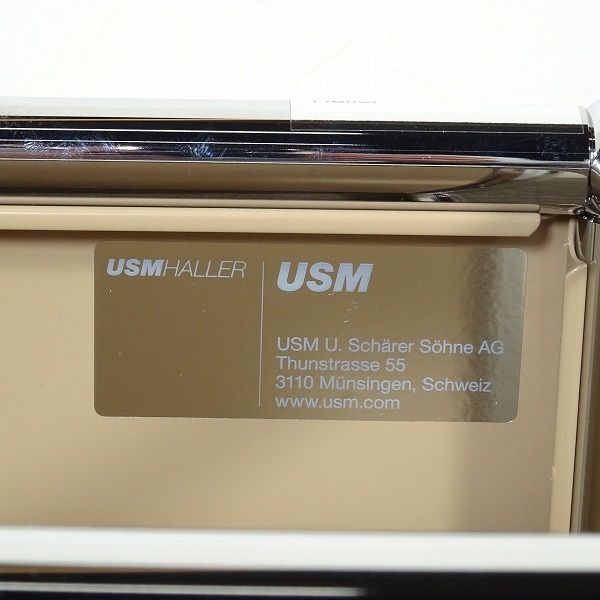 USMHALLER
USM
USM U. Schärer Söhne AG
Thunstrasse 55
3110 Münsingen, Schweiz
www.usm.com